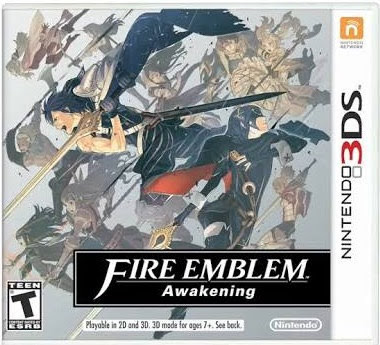 NINTENDO
NETWORK
NINTENDO 3DS
FIRE EMBLEM
Awakening
TEEN
T
ESRB
Playable in 2D and 3D. 3D mode for ages 7+. See back.
Nintendo